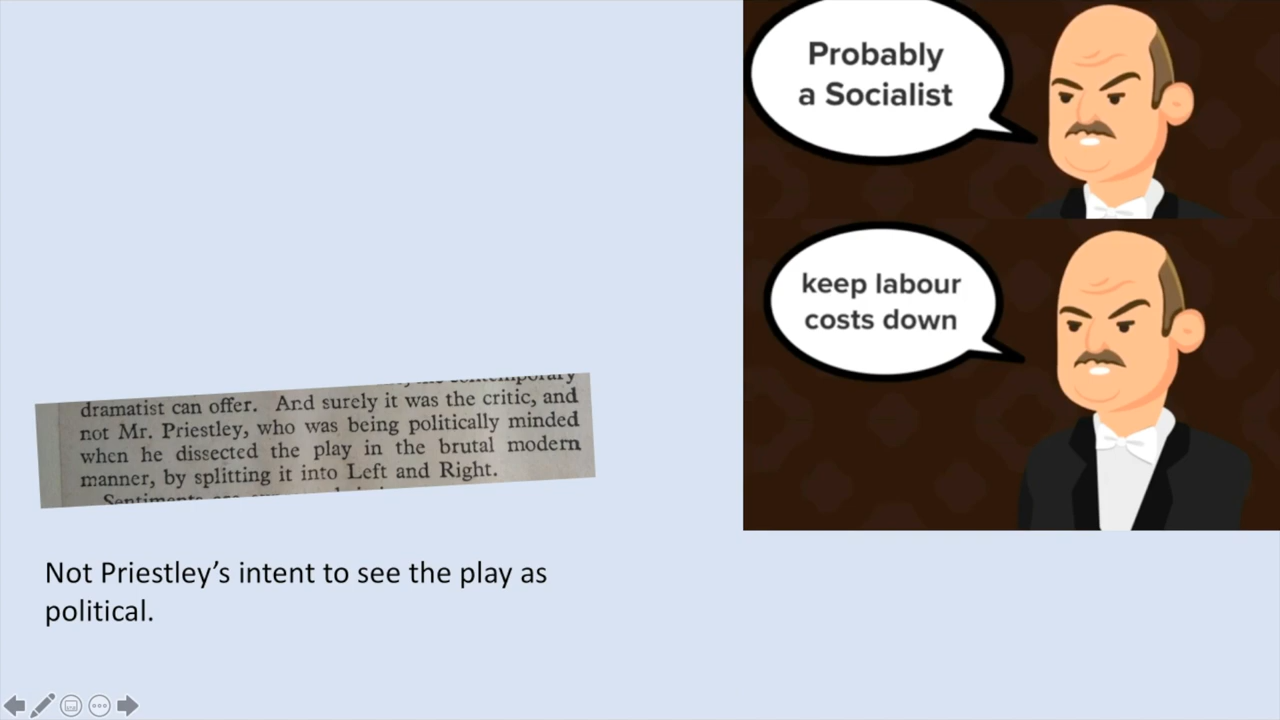 Probably
a Socialist
keep labour
costs down
contemporary
dramatist can offer. And surely it was the critic, and
not Mr. Priestley, who was being politically minded
when he dissected the play in the brutal modern
manner, by splitting it into Left and Right.
Sentiments
Not Priestley’s intent to see the play as
political.